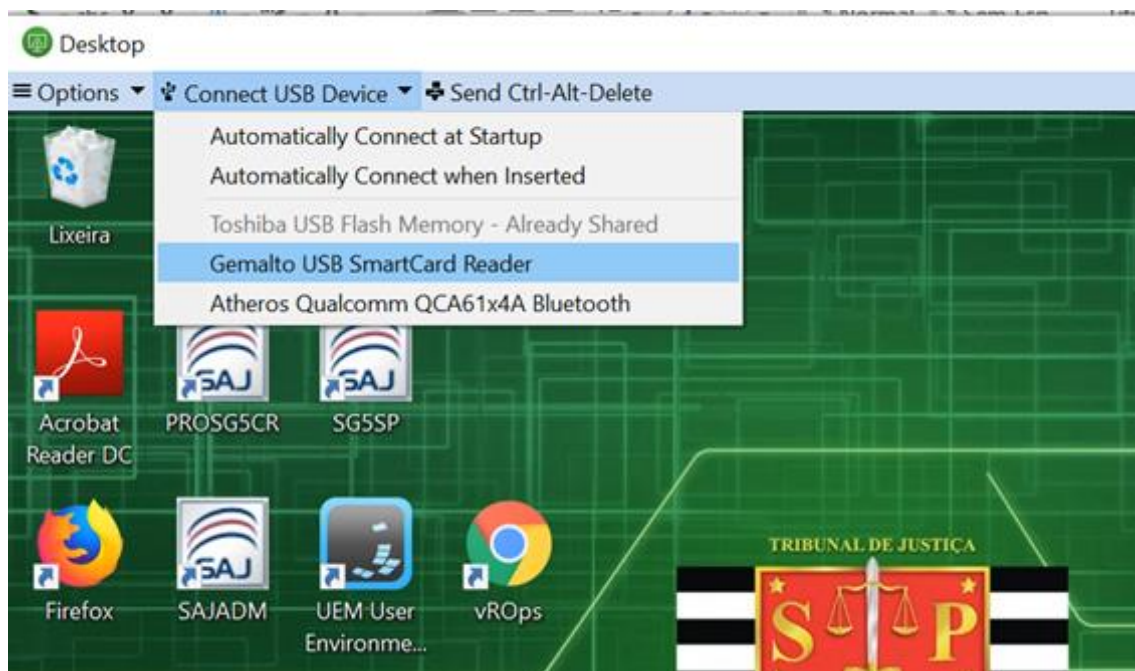 Desktop
Options Connect USB Device Send Ctrl-Alt-Delete
Automatically Connect at Startup
Automatically Connect when Inserted
Toshiba USB Flash Memory - Already Shared
Gemalto USB SmartCard Reader
Atheros Qualcomm QCA61x4A Bluetooth
Lixeira
SAJ SAJ
Acrobat
Reader DC
PROSG5CR
SG5SP
SAJ
Firefox
SAJADM
UEM User
Environme...
vROps
TRIBUNAL DE JUSTIÇA
S P